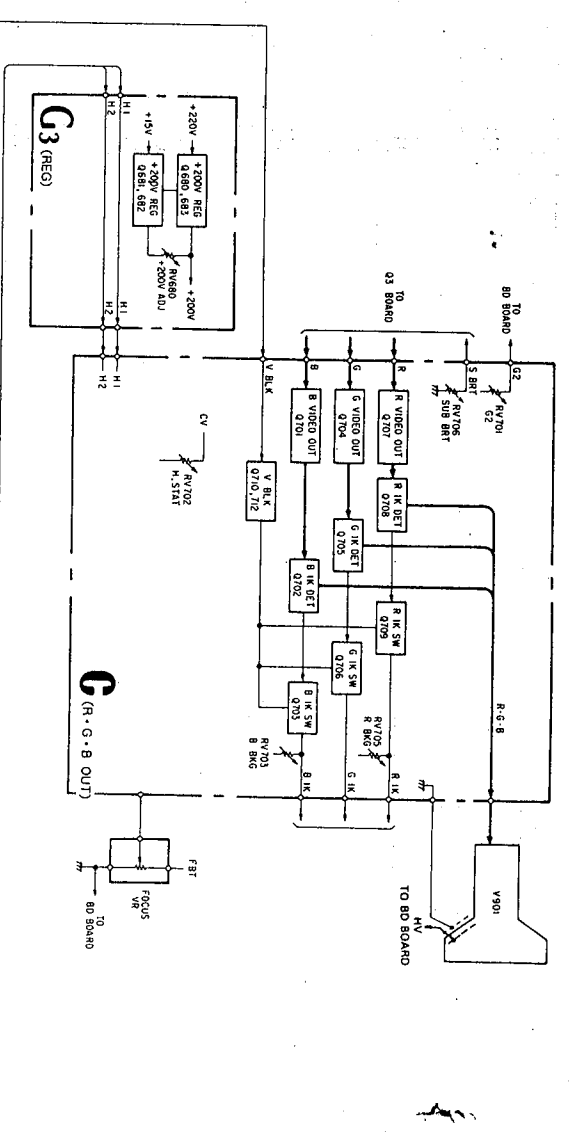 G3 (REG)
H2
H1
+15V
+220V
+200V REG
Q680, 683
+200V REG
Q681, 682
RV680
+200V ADJ
+200V
H2
H1
H2
H1
TO
BD BOARD
TO
Q3 BOARD
G2
RV701
G2
S BRT
RV706
SUB BRT
R
R VIDEO OUT
Q707
R IK DET
Q708
R IK SW
Q709
RV705
R BKG
R IK
G
G VIDEO OUT
Q704
G IK DET
Q705
G IK SW
Q706
G IK
B
B VIDEO OUT
Q701
B IK DET
Q702
B IK SW
Q703
RV703
B BKG
B IK
V BLK
V BLK
Q710, 712
CV
RV702
H.STAT
R·G·B
C
(R·G·B OUT)
V901
HV
TO BD BOARD
FBT
FOCUS
VR
TO
BD BOARD